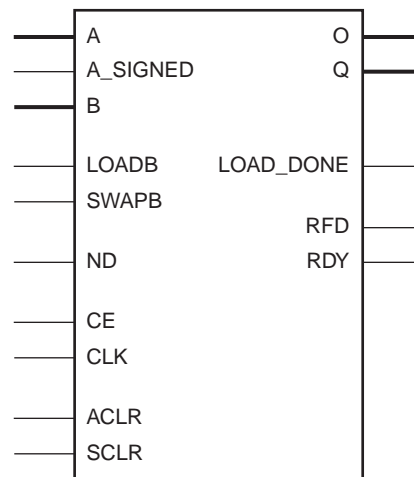 A O
A_SIGNED Q
B
LOADB LOAD_DONE
SWAPB
RFD
ND RDY
CE
CLK
ACLR
SCLR